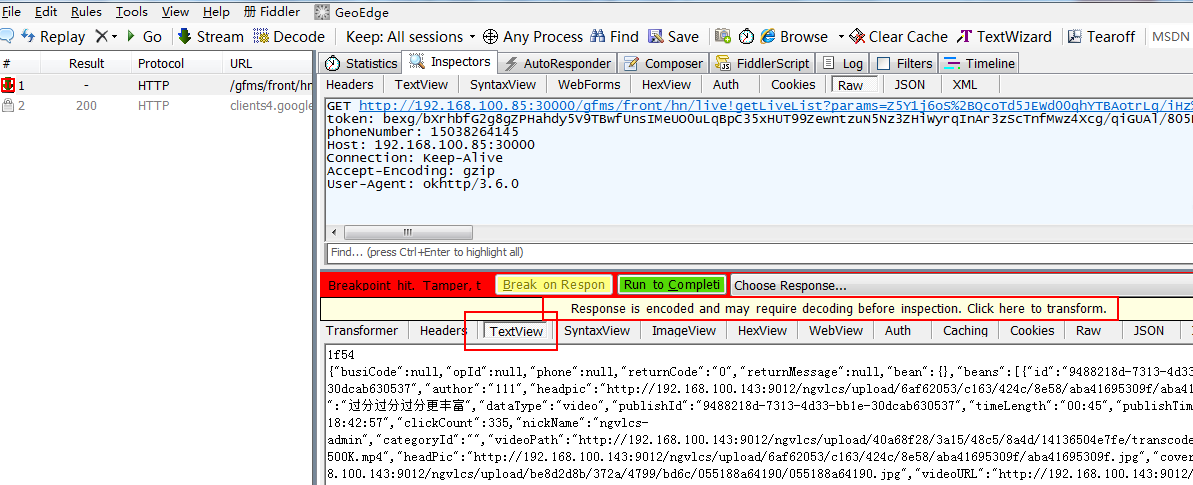 File Edit Rules Tools View Help 册 Fiddler GeoEdge
Replay Go Stream Decode Keep: All sessions Any Process Find Save Browse Clear Cache TextWizard Tearoff MSDN
# Result Protocol URL
1 - HTTP /gfms/front/hn
2 200 HTTP clients4.google
Statistics Inspectors AutoResponder Composer FiddlerScript Log Filters Timeline
Headers TextView SyntaxView WebForms HexView Auth Cookies Raw JSON XML
GET http://192.168.100.85:30000/gfms/front/hn/live!getLiveList?params=
phoneNumber: 15038264145
Host: 192.168.100.85:30000
Connection: Keep-Alive
Accept-Encoding: gzip
User-Agent: okhttp/3.6.0
Find... (press Ctrl+Enter to highlight all)
Breakpoint hit. Tamper, t Break on Respon Run to Completi Choose Response...
Response is encoded and may require decoding before inspection. Click here to transform.
Transformer Headers TextView SyntaxView ImageView HexView WebView Auth Caching Cookies Raw JSON
1f54
{"busiCode":null,"opId":null,"phone":null,"returnCode":"0","returnMessage":null,"bean":{},"beans":[{"id":"9488218d-7313-4d33
30dcab630537","author":"111","headpic":"http://192.168.100.143:9012/ngvlcs/upload/6af62053/c163/424c/8e58/aba41695309f/aba41
":"过分过分过分更丰富","dataType":"video","publishId":"9488218d-7313-4d33-bb1e-30dcab630537","timeLength":"00:45","publishTim
18:42:57","clickCount":335,"nickName":"ngvlcs-
admin","categoryId":"","videoPath":"http://192.168.100.143:9012/ngvlcs/upload/40a68f28/3a15/48c5/8a4d/14136504e7fe/transcode
500K.mp4","headPic":"http://192.168.100.143:9012/ngvlcs/upload/6af62053/c163/424c/8e58/aba41695309f/aba41695309f.jpg","cover
8.100.143:9012/ngvlcs/upload/be8d2d8b/372a/4799/bd6c/055188a64190/055188a64190.jpg","videoURL":"http://192.168.100.143:9012/